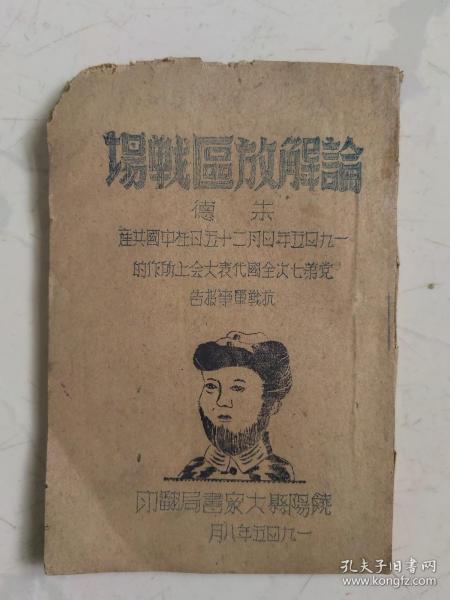 論解放區戰場
朱德
一九四五年四月二十五日在中國共產
党第七次全國代表大会上所作的
抗戰軍事報告
饒陽縣大家書局翻印
一九四五年八月
孔夫子旧书网
www.kongfz.com